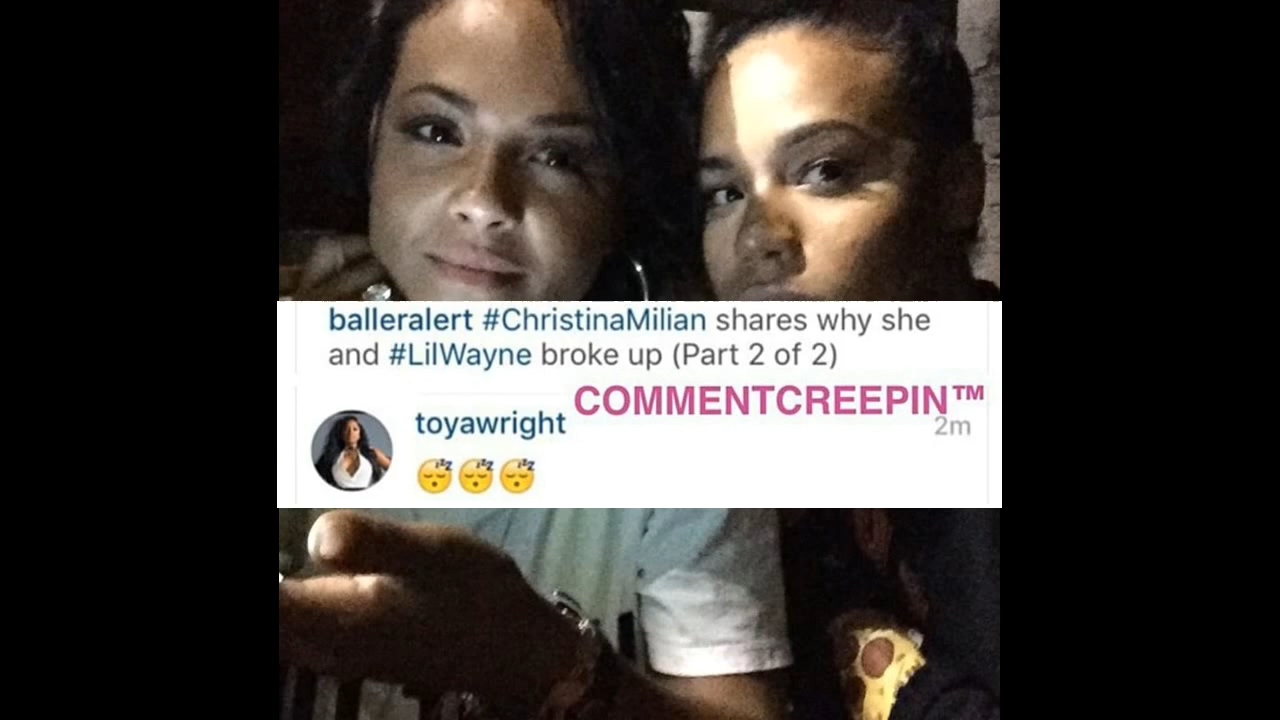 balleralert #ChristinaMilian shares why she
and #LilWayne broke up (Part 2 of 2)
COMMENTCREEPIN™
toyawright
2m
😴😴😴